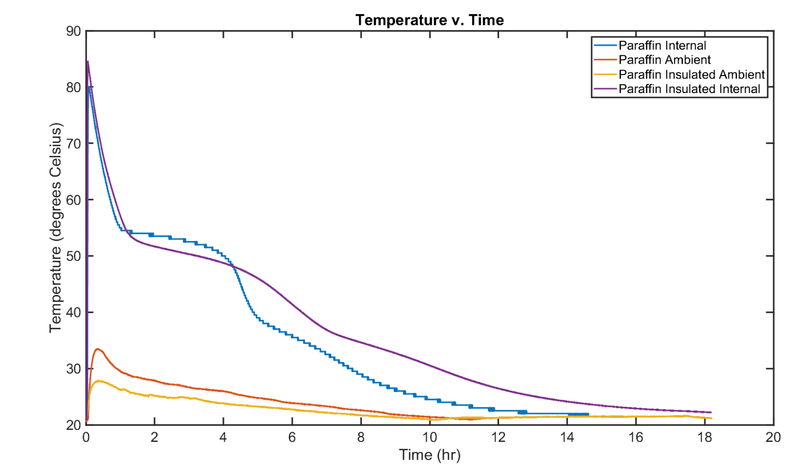 Temperature v. Time
90
80
70
60
50
40
30
20
Temperature (degrees Celsius)
Paraffin Internal
Paraffin Ambient
Paraffin Insulated Ambient
Paraffin Insulated Internal
0 2 4 6 8 10 12 14 16 18 20
Time (hr)